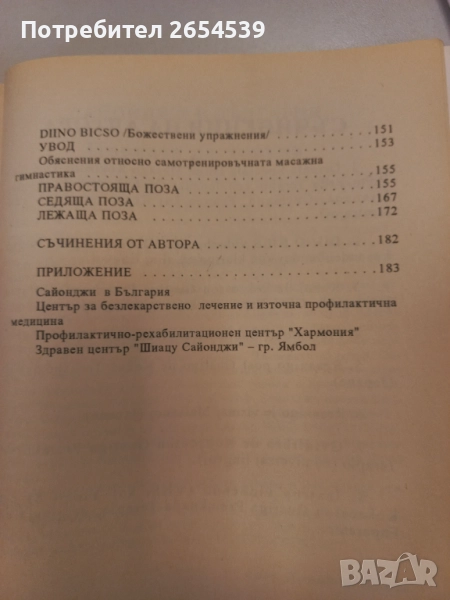 Потребител 2654539
DIINO BICSO /Божествени упражнения/ . . . . . . . . . . . . . . 151
УВОД . . . . . . . . . . . . . . . . . . . . . . . . . . . . . . . . . . . . 153
Обяснения относно самотренировъчната масажна
гимнастика . . . . . . . . . . . . . . . . . . . . . . . . . . . . . . . . 155
ПРАВОСТОЯЩА ПОЗА . . . . . . . . . . . . . . . . . . . . . . . 155
СЕДЯЩА ПОЗА . . . . . . . . . . . . . . . . . . . . . . . . . . . . 167
ЛЕЖАЩА ПОЗА . . . . . . . . . . . . . . . . . . . . . . . . . . . . 172
СЪЧИНЕНИЯ ОТ АВТОРА . . . . . . . . . . . . . . . . . . . . . 182
ПРИЛОЖЕНИЕ . . . . . . . . . . . . . . . . . . . . . . . . . . . . . 183
Сайонджи в България
Център за безлекарствено лечение и източна профилактична
медицина
Профилактично-рехабилитационен център "Хармония"
Здравен център "Шиацу Сайонджи" – гр. Ямбол
BAZAR